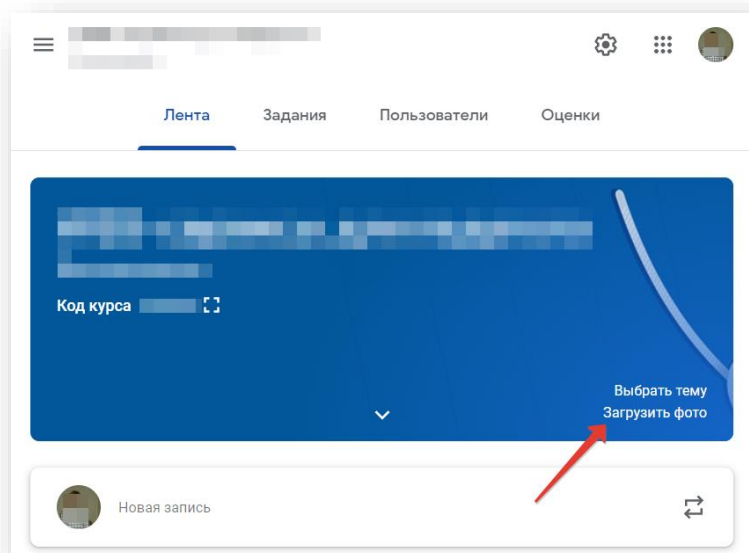 Лента Задания Пользователи Оценки
Код курса
Выбрать тему
Загрузить фото
Новая запись